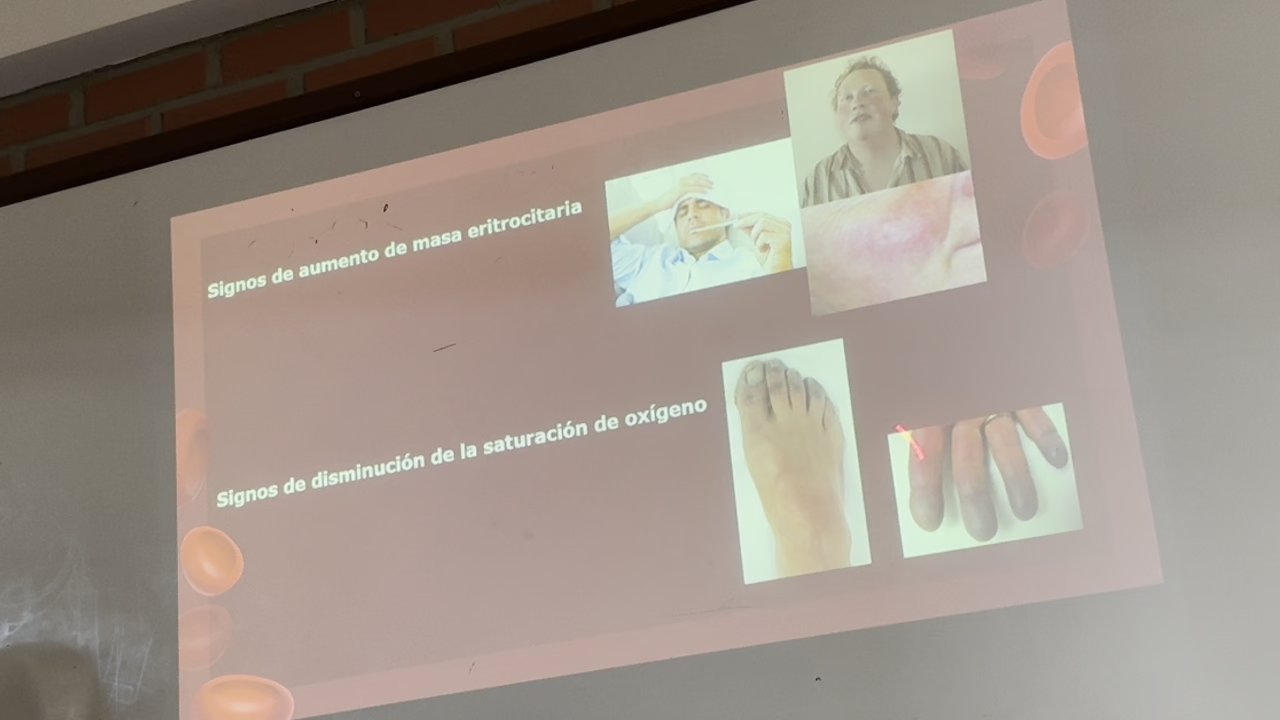 Signos de aumento de masa eritrocitaria
Signos de disminución de la saturación de oxígeno